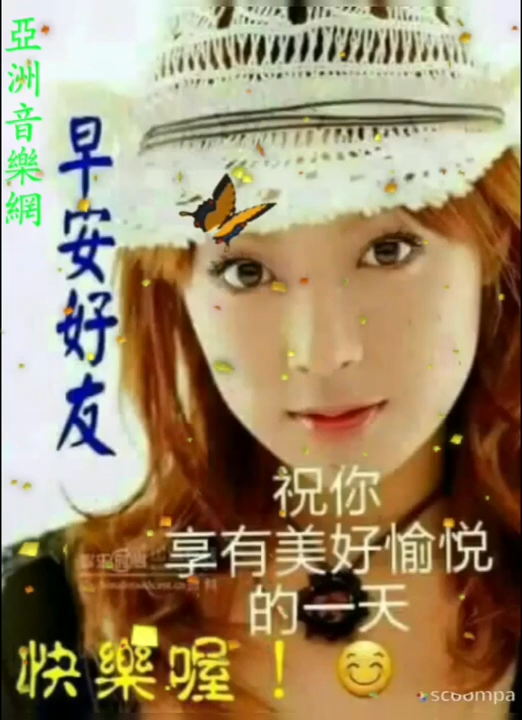 亞洲音樂網
早安好友
祝你
享有美好愉悅
的一天
快樂喔！
scoompa